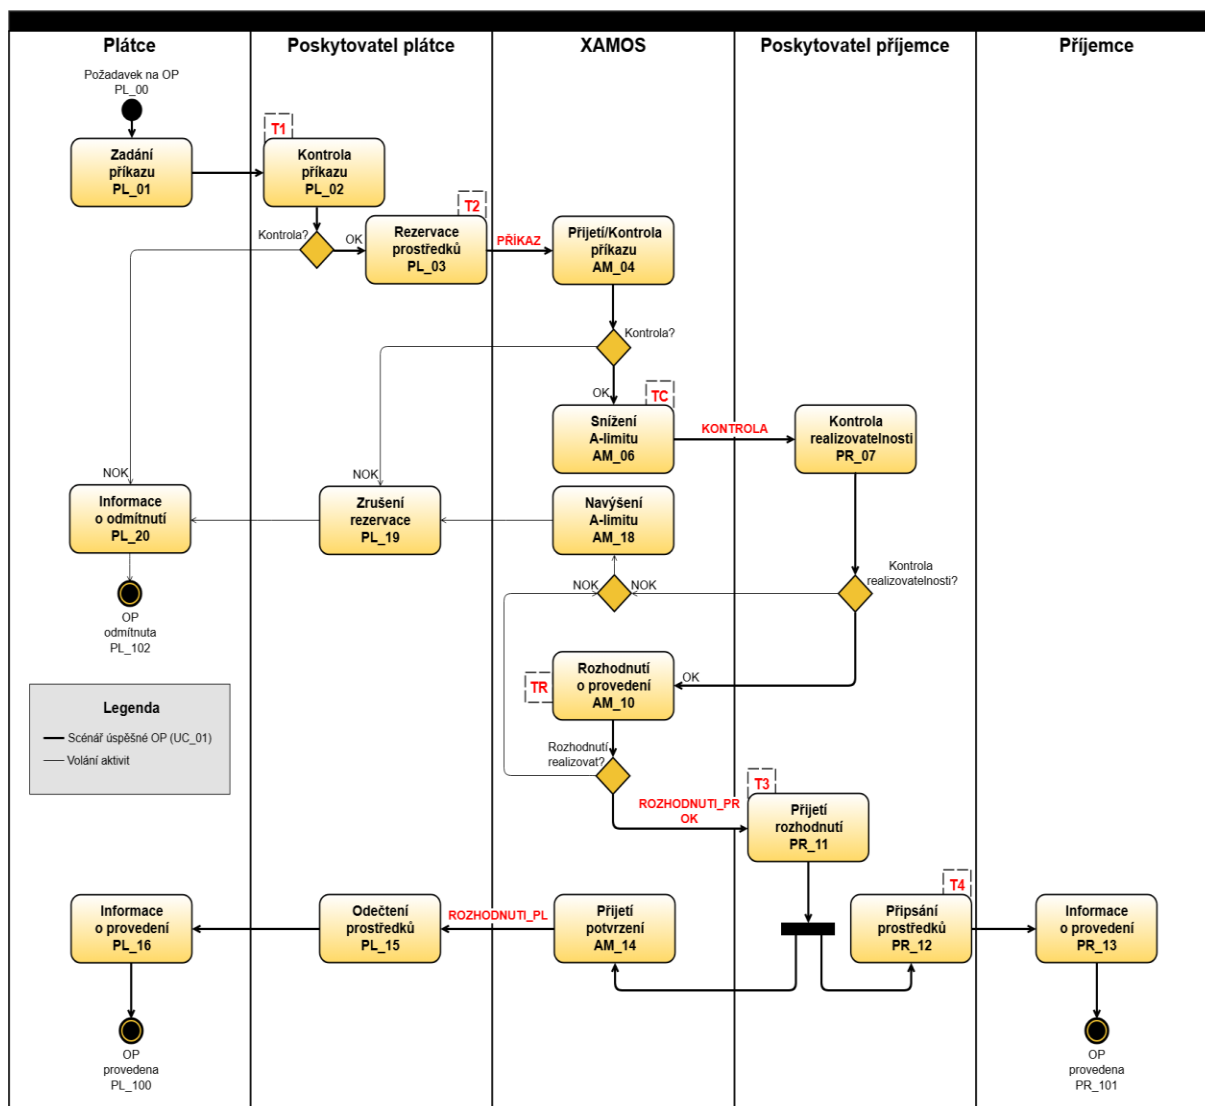 Plátce
Poskytovatel plátce
XAMOS
Poskytovatel příjemce
Příjemce
Požadavek na OP
PL_00
T1
Zadání
příkazu
PL_01
Kontrola
příkazu
PL_02
Kontrola?
OK
T2
Rezervace
prostředků
PL_03
PŘÍKAZ
Přijetí/Kontrola
příkazu
AM_04
Kontrola?
OK
TC
Snížení
A-limitu
AM_06
KONTROLA
Kontrola
realizovatelnosti
PR_07
NOK
NOK
Informace
o odmítnutí
PL_20
Zrušení
rezervace
PL_19
Navýšení
A-limitu
AM_18
Kontrola
realizovatelnosti?
NOK
NOK
OP
odmítnuta
PL_102
TR
Rozhodnutí
o provedení
AM_10
OK
Legenda
Scénář úspěšné OP (UC_01)
Volání aktivit
Rozhodnutí
realizovat?
ROZHODNUTI_PR
OK
T3
Přijetí
rozhodnutí
PR_11
T4
Informace
o provedení
PL_16
Odečtení
prostředků
PL_15
ROZHODNUTI_PL
Přijetí
potvrzení
AM_14
Připsání
prostředků
PR_12
Informace
o provedení
PR_13
OP
provedena
PL_100
OP
provedena
PR_101